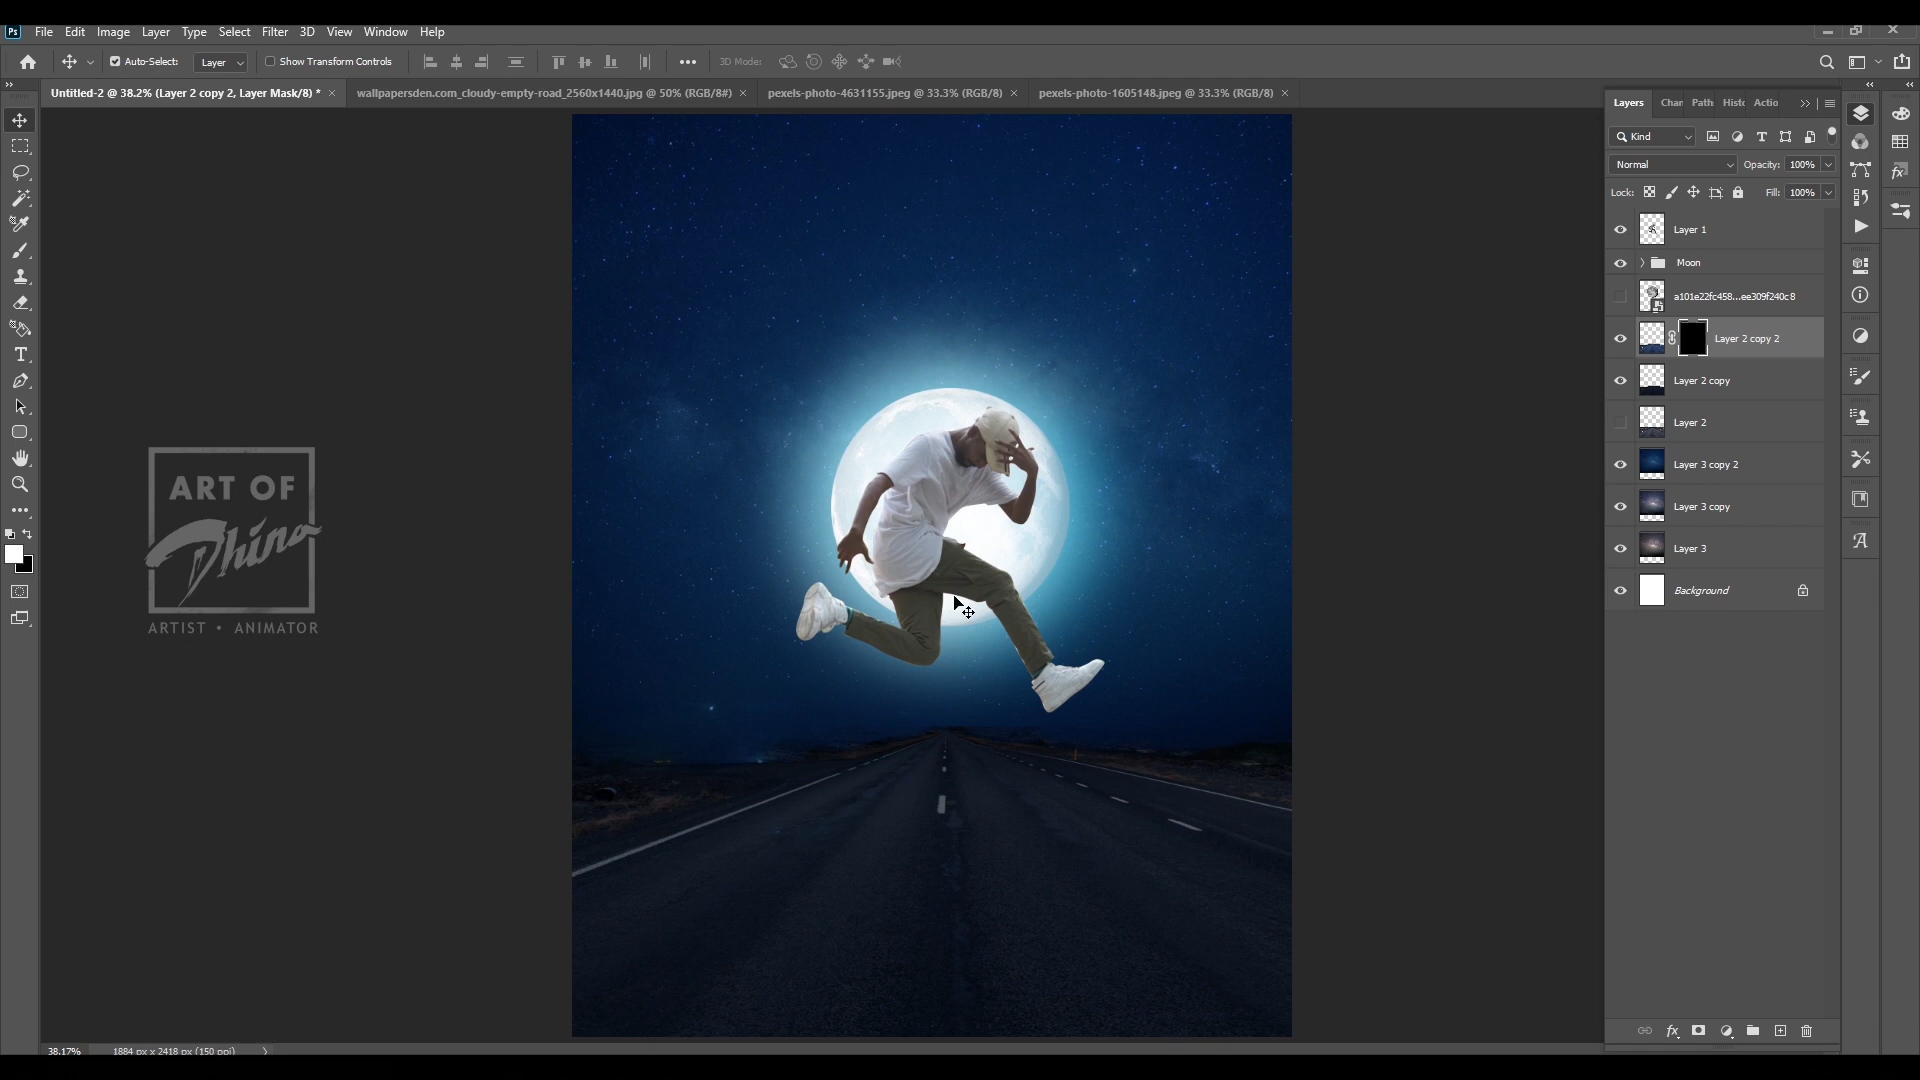 Ps File Edit Image Layer Type Select Filter 3D View Window Help
Auto-Select: Layer Show Transform Controls 3D Mode:
Untitled-2 @ 38.2% (Layer 2 copy 2, Layer Mask/8) * × wallpapersden.com_cloudy-empty-road_2560x1440.jpg @ 50% (RGB/8#) × pexels-photo-4631155.jpeg @ 33.3% (RGB/8) × pexels-photo-1605148.jpeg @ 33.3% (RGB/8) ×
Layers Char Path Histo Actio
Kind
Normal Opacity: 100%
Lock: Fill: 100%
Layer 1
Moon
a101e22fc458...ee309f240c8
Layer 2 copy 2
Layer 2 copy
Layer 2
Layer 3 copy 2
Layer 3 copy
Layer 3
Background
ART OF
Dhina
ARTIST • ANIMATOR
38.17% 1884 px x 2418 px (150 ppi)